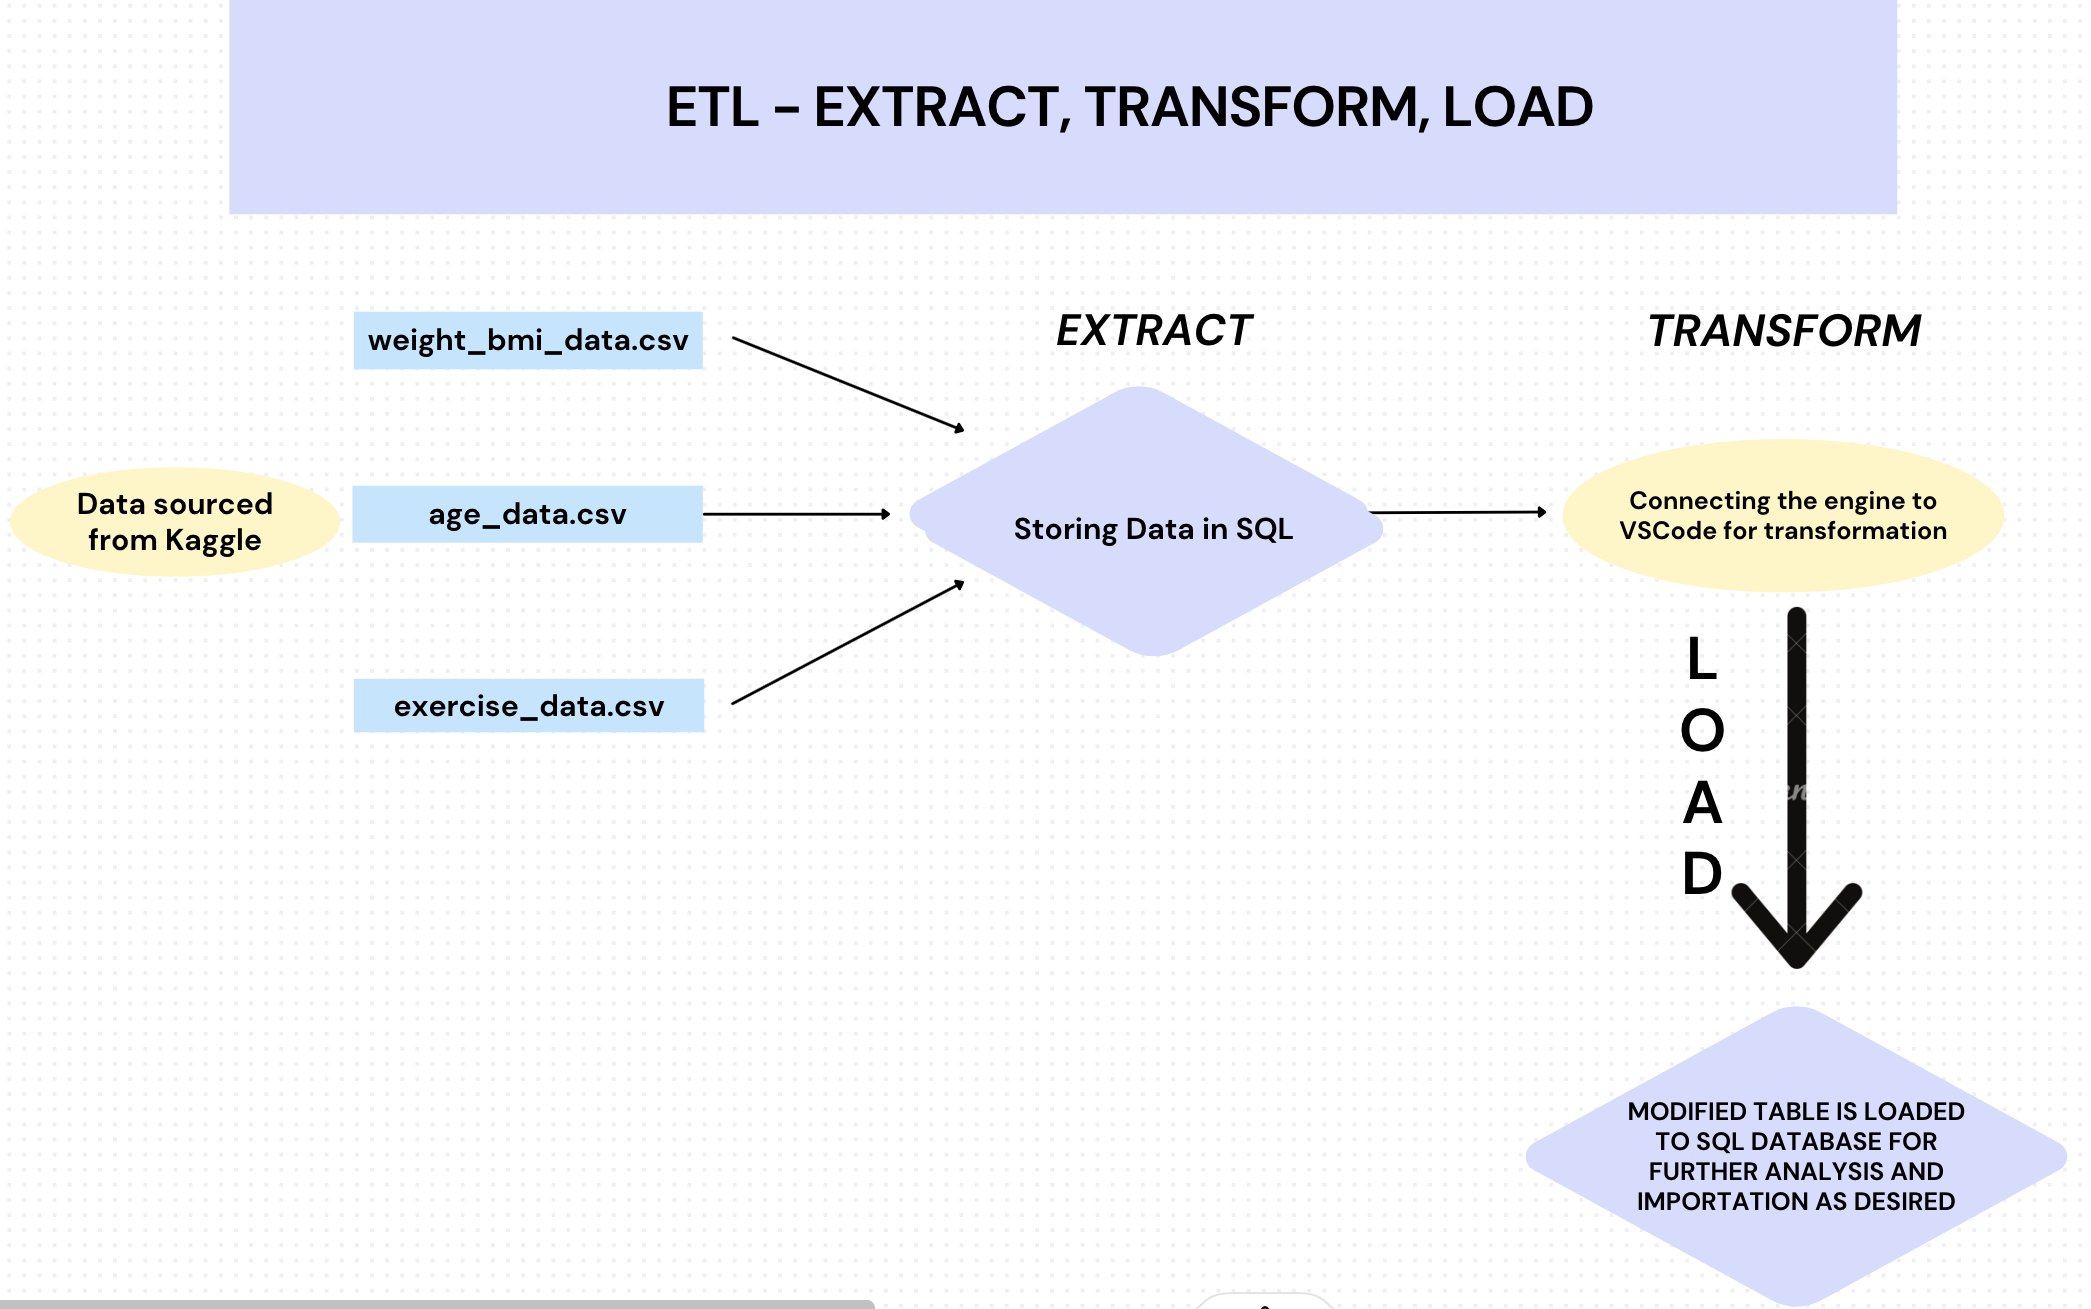 ETL - EXTRACT, TRANSFORM, LOAD
EXTRACT
TRANSFORM
weight_bmi_data.csv
Data sourced
from Kaggle
age_data.csv
exercise_data.csv
Storing Data in SQL
Connecting the engine to
VSCode for transformation
L
O
A
D
MODIFIED TABLE IS LOADED
TO SQL DATABASE FOR
FURTHER ANALYSIS AND
IMPORTATION AS DESIRED